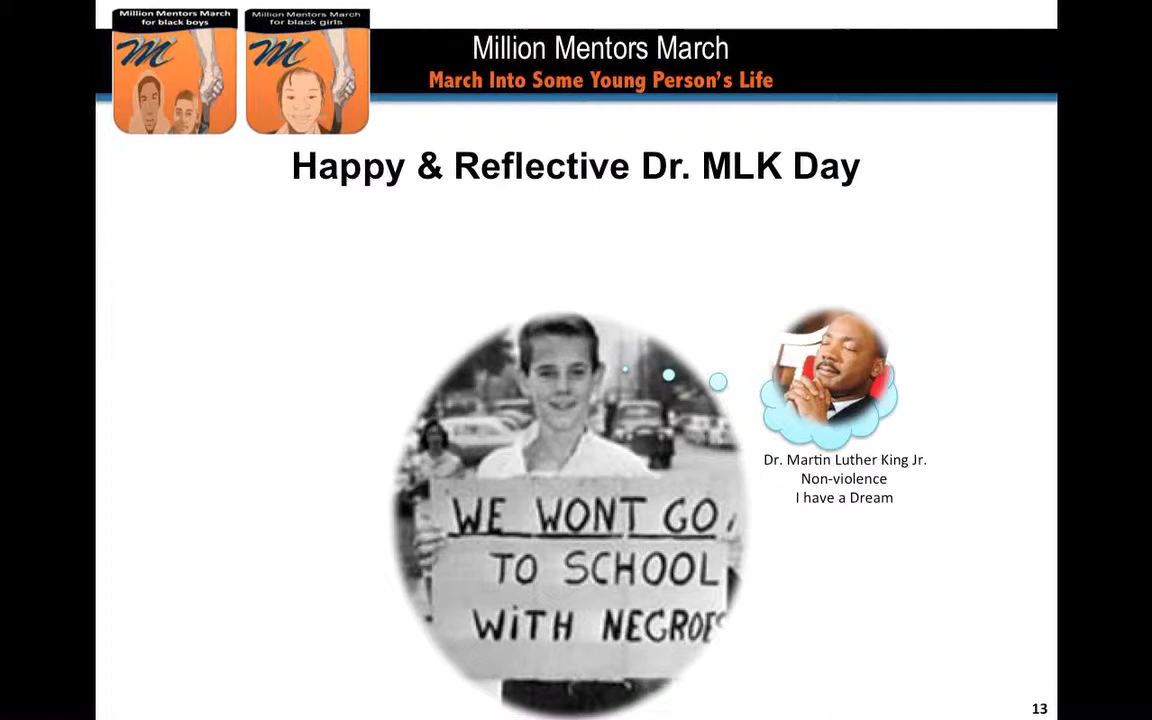 Million Mentors March
for black boys
Million Mentors March
for black girls
Million Mentors March
March Into Some Young Person's Life
Happy & Reflective Dr. MLK Day
WE WONT GO
TO SCHOOL
WiTH NEGROES
Dr. Martin Luther King Jr.
Non-violence
I have a Dream
13